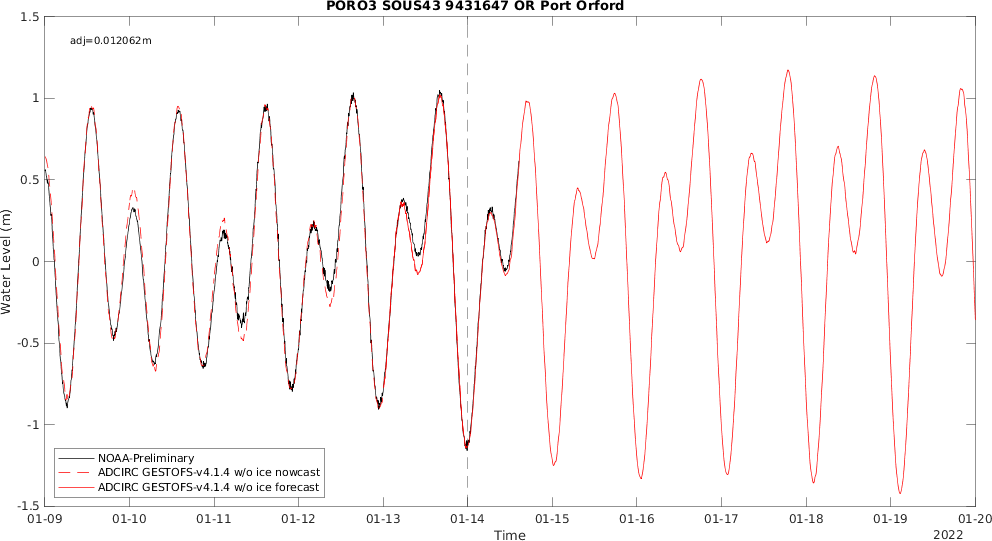 PORO3 SOUS43 9431647 OR Port Orford
adj=0.012062m
1.5
1
0.5
0
-0.5
-1
-1.5
Water Level (m)
NOAA-Preliminary
ADCIRC GESTOFS-v4.1.4 w/o ice nowcast
ADCIRC GESTOFS-v4.1.4 w/o ice forecast
01-09 01-10 01-11 01-12 01-13 01-14 01-15 01-16 01-17 01-18 01-19 01-20
Time
2022